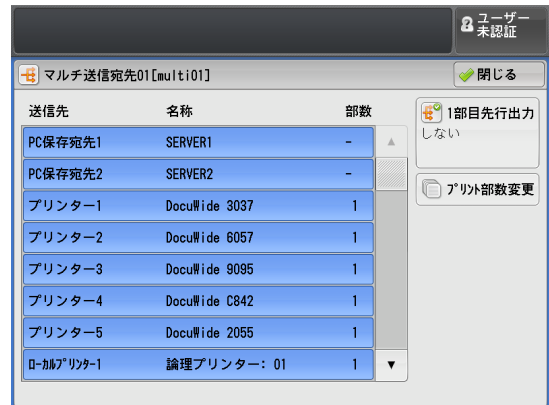 ユーザー
未認証
マルチ送信宛先01[multi01]
閉じる
送信先 名称 部数
PC保存宛先1 SERVER1 -
PC保存宛先2 SERVER2 -
プリンター1 DocuWide 3037 1
プリンター2 DocuWide 6057 1
プリンター3 DocuWide 9095 1
プリンター4 DocuWide C842 1
プリンター5 DocuWide 2055 1
ローカルプリンター1 論理プリンター: 01 1
1部目先行出力
しない
プリント部数変更